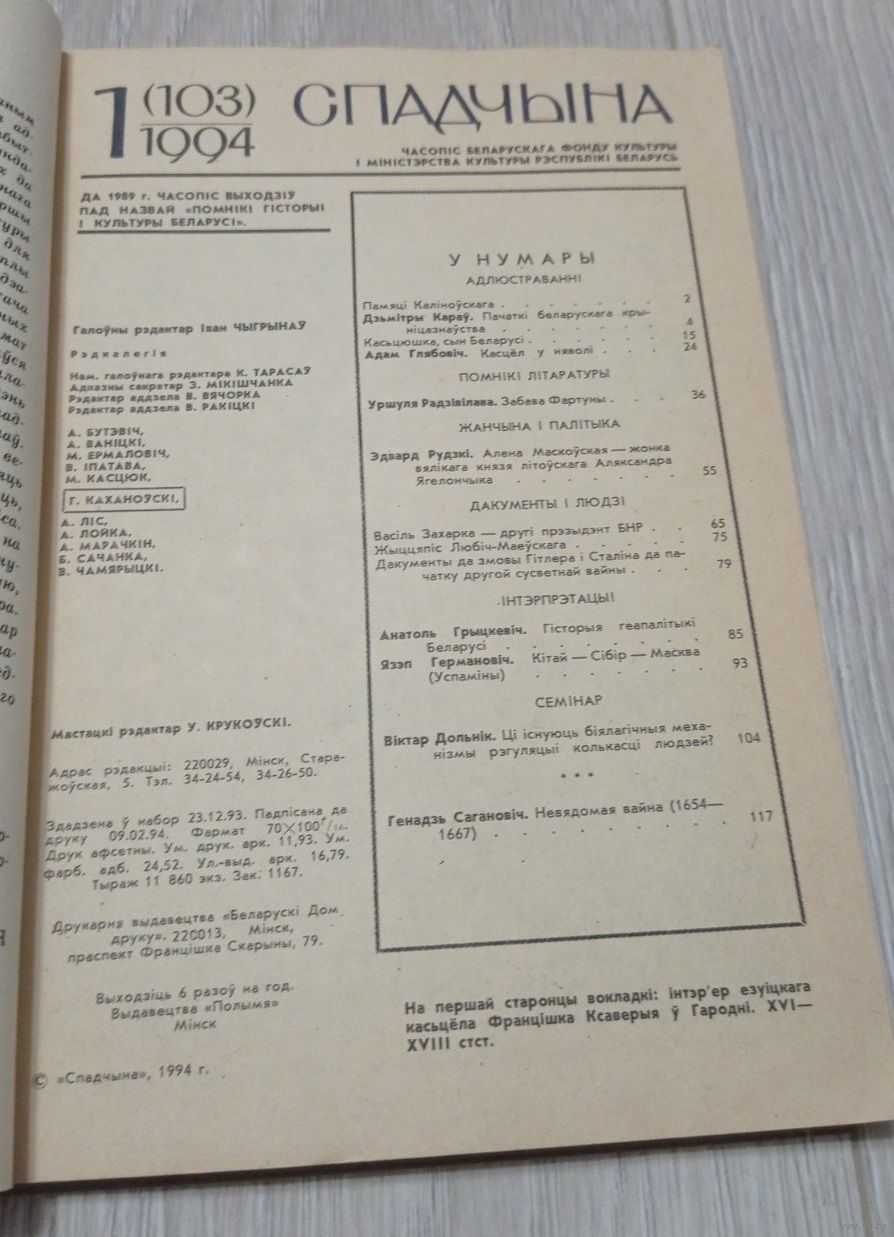 1 (103)
1994
СПАДЧЫНА
ЧАСОПІС БЕЛАРУСКАГА ФОНДУ КУЛЬТУРЫ
І МІНІСТЭРСТВА КУЛЬТУРЫ РЭСПУБЛІКІ БЕЛАРУСЬ
ДА 1989 г. ЧАСОПІС ВЫХОДЗІЎ
ПАД НАЗВАЙ «ПОМНІКІ ГІСТОРЫІ
І КУЛЬТУРЫ БЕЛАРУСІ».
Галоўны рэдактар Іван ЧЫГРЫНАЎ
Рэдкалегія
Нам. галоўнага рэдактара К. ТАРАСАЎ
Адказны сакратар З. МІКІШЧАНКА
Рэдактар аддзела В. ВЯЧОРКА
Рэдактар аддзела В. РАКІЦКІ
А. БУТЭВІЧ,
А. ВАНІЦКІ,
М. ЕРМАЛОВІЧ,
В. ІПАТАВА,
М. КАСЦЮК,
Г. КАХАНОЎСКІ,
А. ЛІС,
А. ЛОЙКА,
А. МАРАЧКІН,
Б. САЧАНКА,
В. ЧАМЯРЫЦКІ.
Мастацкі рэдактар У. КРУКОЎСКІ.
Адрас рэдакцыі: 220029, Мінск, Стара-
жоўская, 5. Тэл. 34-24-54, 34-26-50.
Здадзена ў набор 23.12.93. Падпісана да
друку 09.02.94. Фармат 70×100¹/₁₆.
Друк афсетны. Ум. друк. арк. 11,93. Ум.
фарб. адб. 24,52. Ул.-выд. арк. 16,79.
Тыраж 11 860 экз. Зак. 1167.
Друкарня выдавецтва «Беларускі Дом
друку». 220013, Мінск,
праспект Францішка Скарыны, 79.
Выходзіць 6 разоў на год.
Выдавецтва «Полымя»
Мінск
© «Спадчына», 1994 г.
У НУМАРЫ
АДЛЮСТРАВАННІ
Памяці Каліноўскага . . . . . . . 2
Дзьмітры Караў. Пачаткі беларускага кры-
ніцазнаўства . . . . . . . 4
Касьцюшка, сын Беларусі . . . . . . 15
Адам Глябовіч. Касцёл у няволі . . . 24
ПОМНІКІ ЛІТАРАТУРЫ
Уршуля Радзівілава. Забава Фартуны . . . 36
ЖАНЧЫНА І ПАЛІТЫКА
Эдвард Рудзкі. Алена Маскоўская — жонка
вялікага князя літоўскага Аляксандра
Ягелончыка . . . . . . . 55
ДАКУМЕНТЫ І ЛЮДЗІ
Васіль Захарка — другі прэзыдэнт БНР . . 65
Жыццяпіс Любіч-Маеўскага . . . . . 75
Дакументы да змовы Гітлера і Сталіна да па-
чатку другой сусветнай вайны . . . . 79
ІНТЭРПРЭТАЦЫІ
Анатоль Грыцкевіч. Гісторыя геапалітыкі
Беларусі . . . . . . . . 85
Язэп Германовіч. Кітай — Сібір — Масква
(Успаміны) . . . . . . . 93
СЕМІНАР
Віктар Дольнік. Ці існуюць біялагічныя меха-
нізмы рэгуляцыі колькасці людзей? 104
* * *
Генадзь Сагановіч. Невядомая вайна (1654—
1667) . . . . . . . . . 117
На першай старонцы вокладкі: інтэр'ер езуіцкага
касьцёла Францішка Ксаверыя ў Гародні. XVI—
XVIII стст.